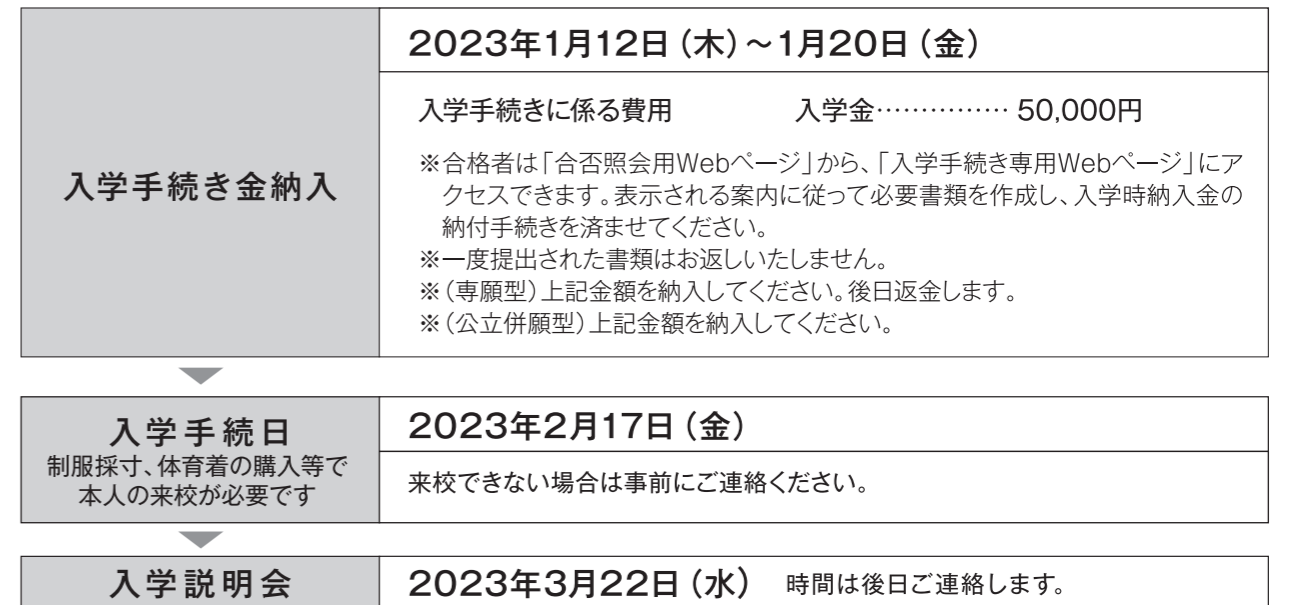 入学手続き金納入
2023年1月12日（木）～1月20日（金）
入学手続きに係る費用　入学金…………… 50,000円
※合格者は「合否照会用Webページ」から、「入学手続き専用Webページ」にア
クセスできます。表示される案内に従って必要書類を作成し、入学時納入金の
納付手続きを済ませてください。
※一度提出された書類はお返しいたしません。
※（専願型）上記金額を納入してください。後日返金します。
※（公立併願型）上記金額を納入してください。
入学手続日
制服採寸、体育着の購入等で
本人の来校が必要です
2023年2月17日（金）
来校できない場合は事前にご連絡ください。
入学説明会
2023年3月22日（水）　時間は後日ご連絡します。